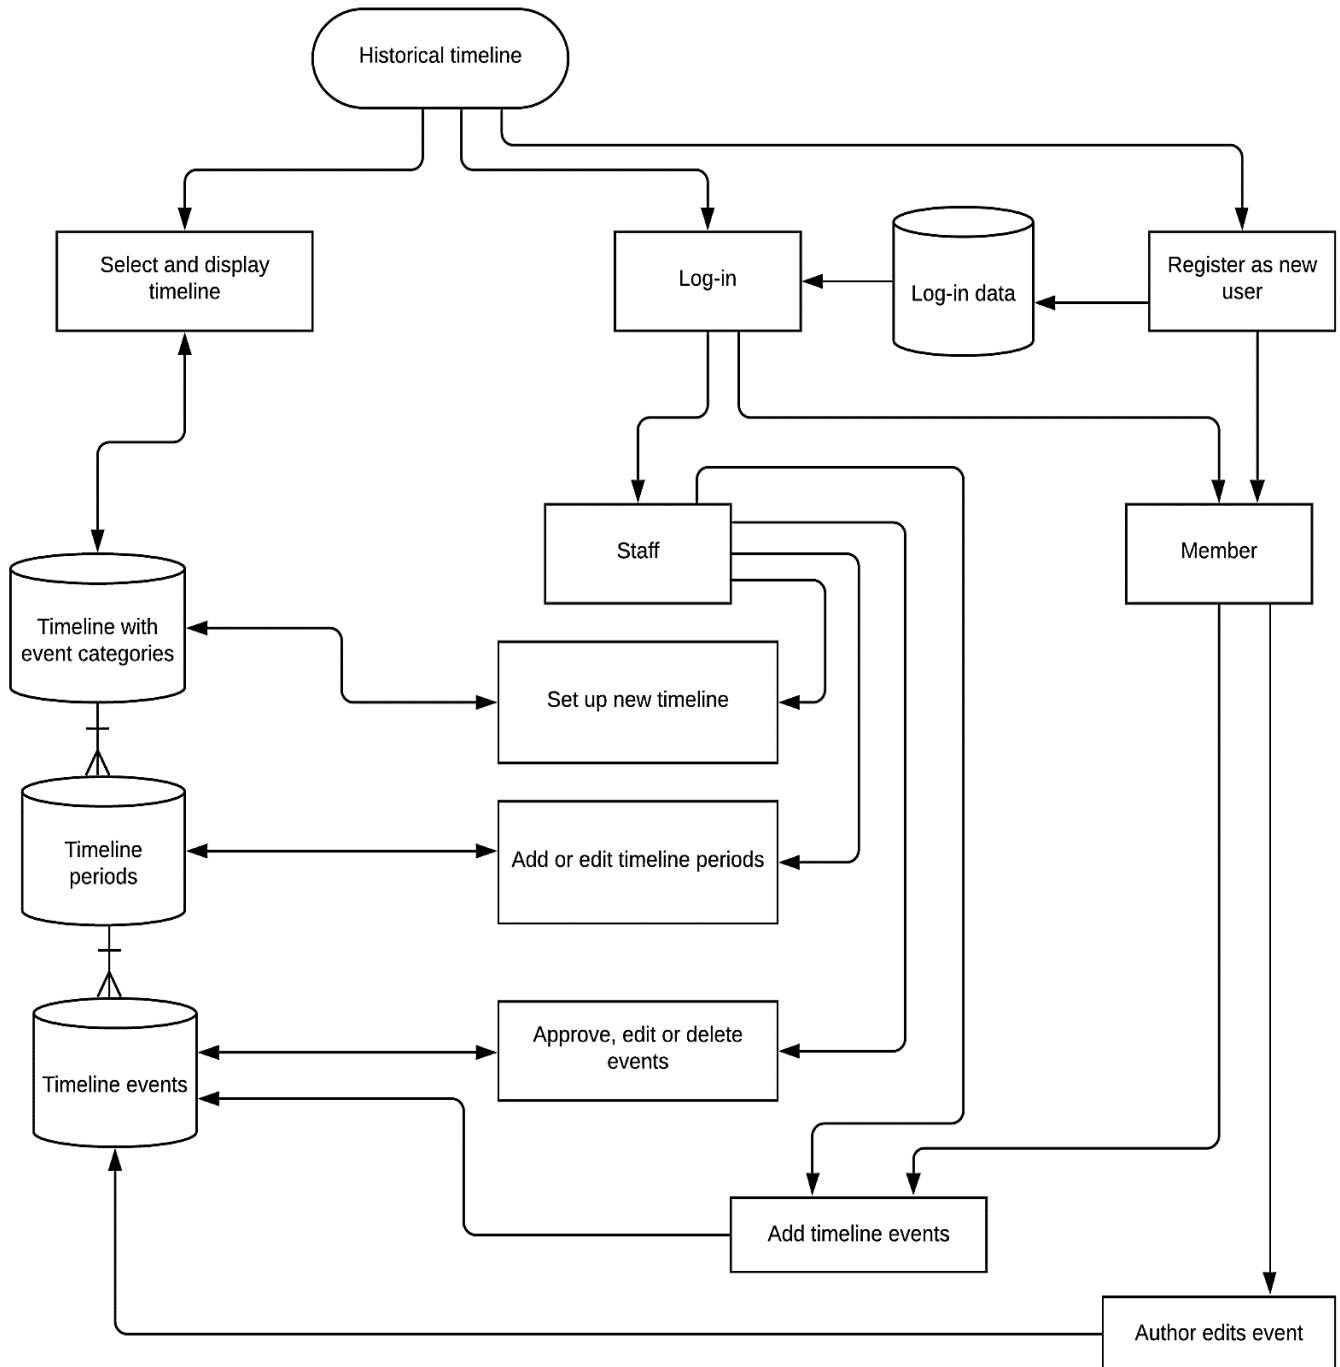 Historical timeline
Select and display
timeline
Log-in
Log-in data
Register as new
user
Staff
Member
Timeline with
event categories
Set up new timeline
Timeline
periods
Add or edit timeline periods
Approve, edit or delete
events
Timeline events
Add timeline events
Author edits event